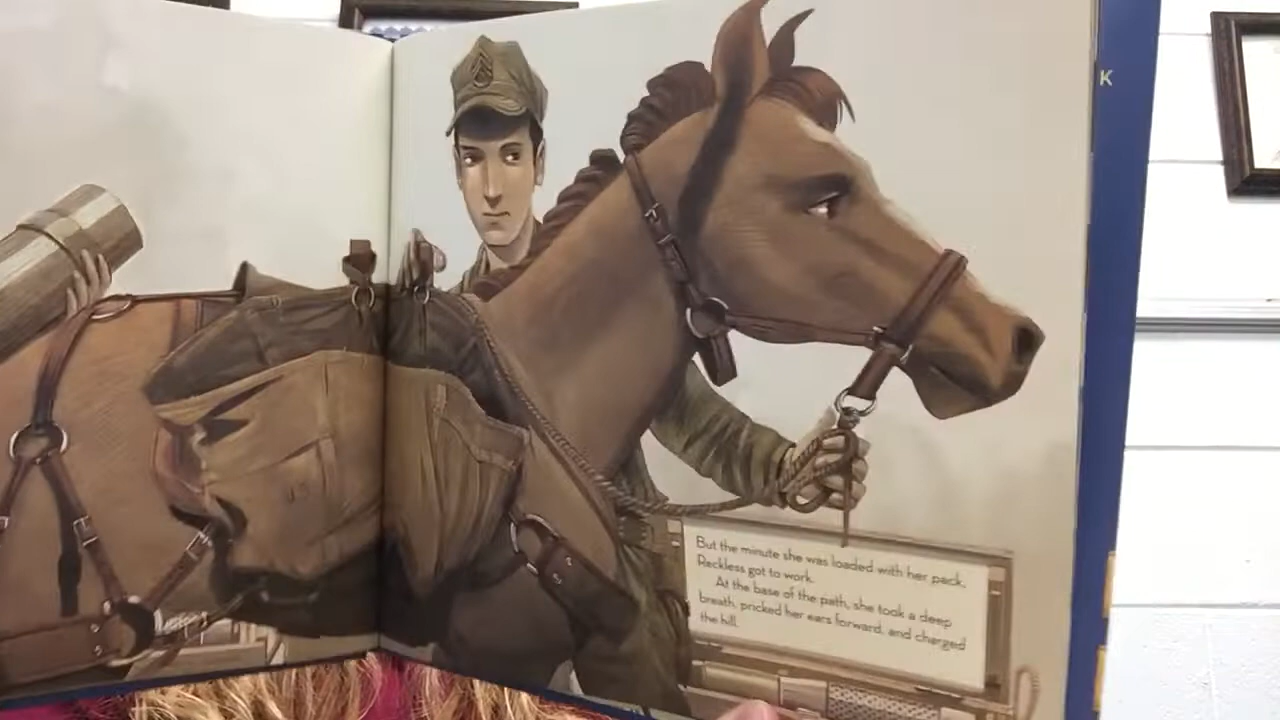 But the minute she was loaded with her pack,
Reckless got to work.
At the base of the path, she took a deep
breath, pricked her ears forward, and charged
the hill.
K
US